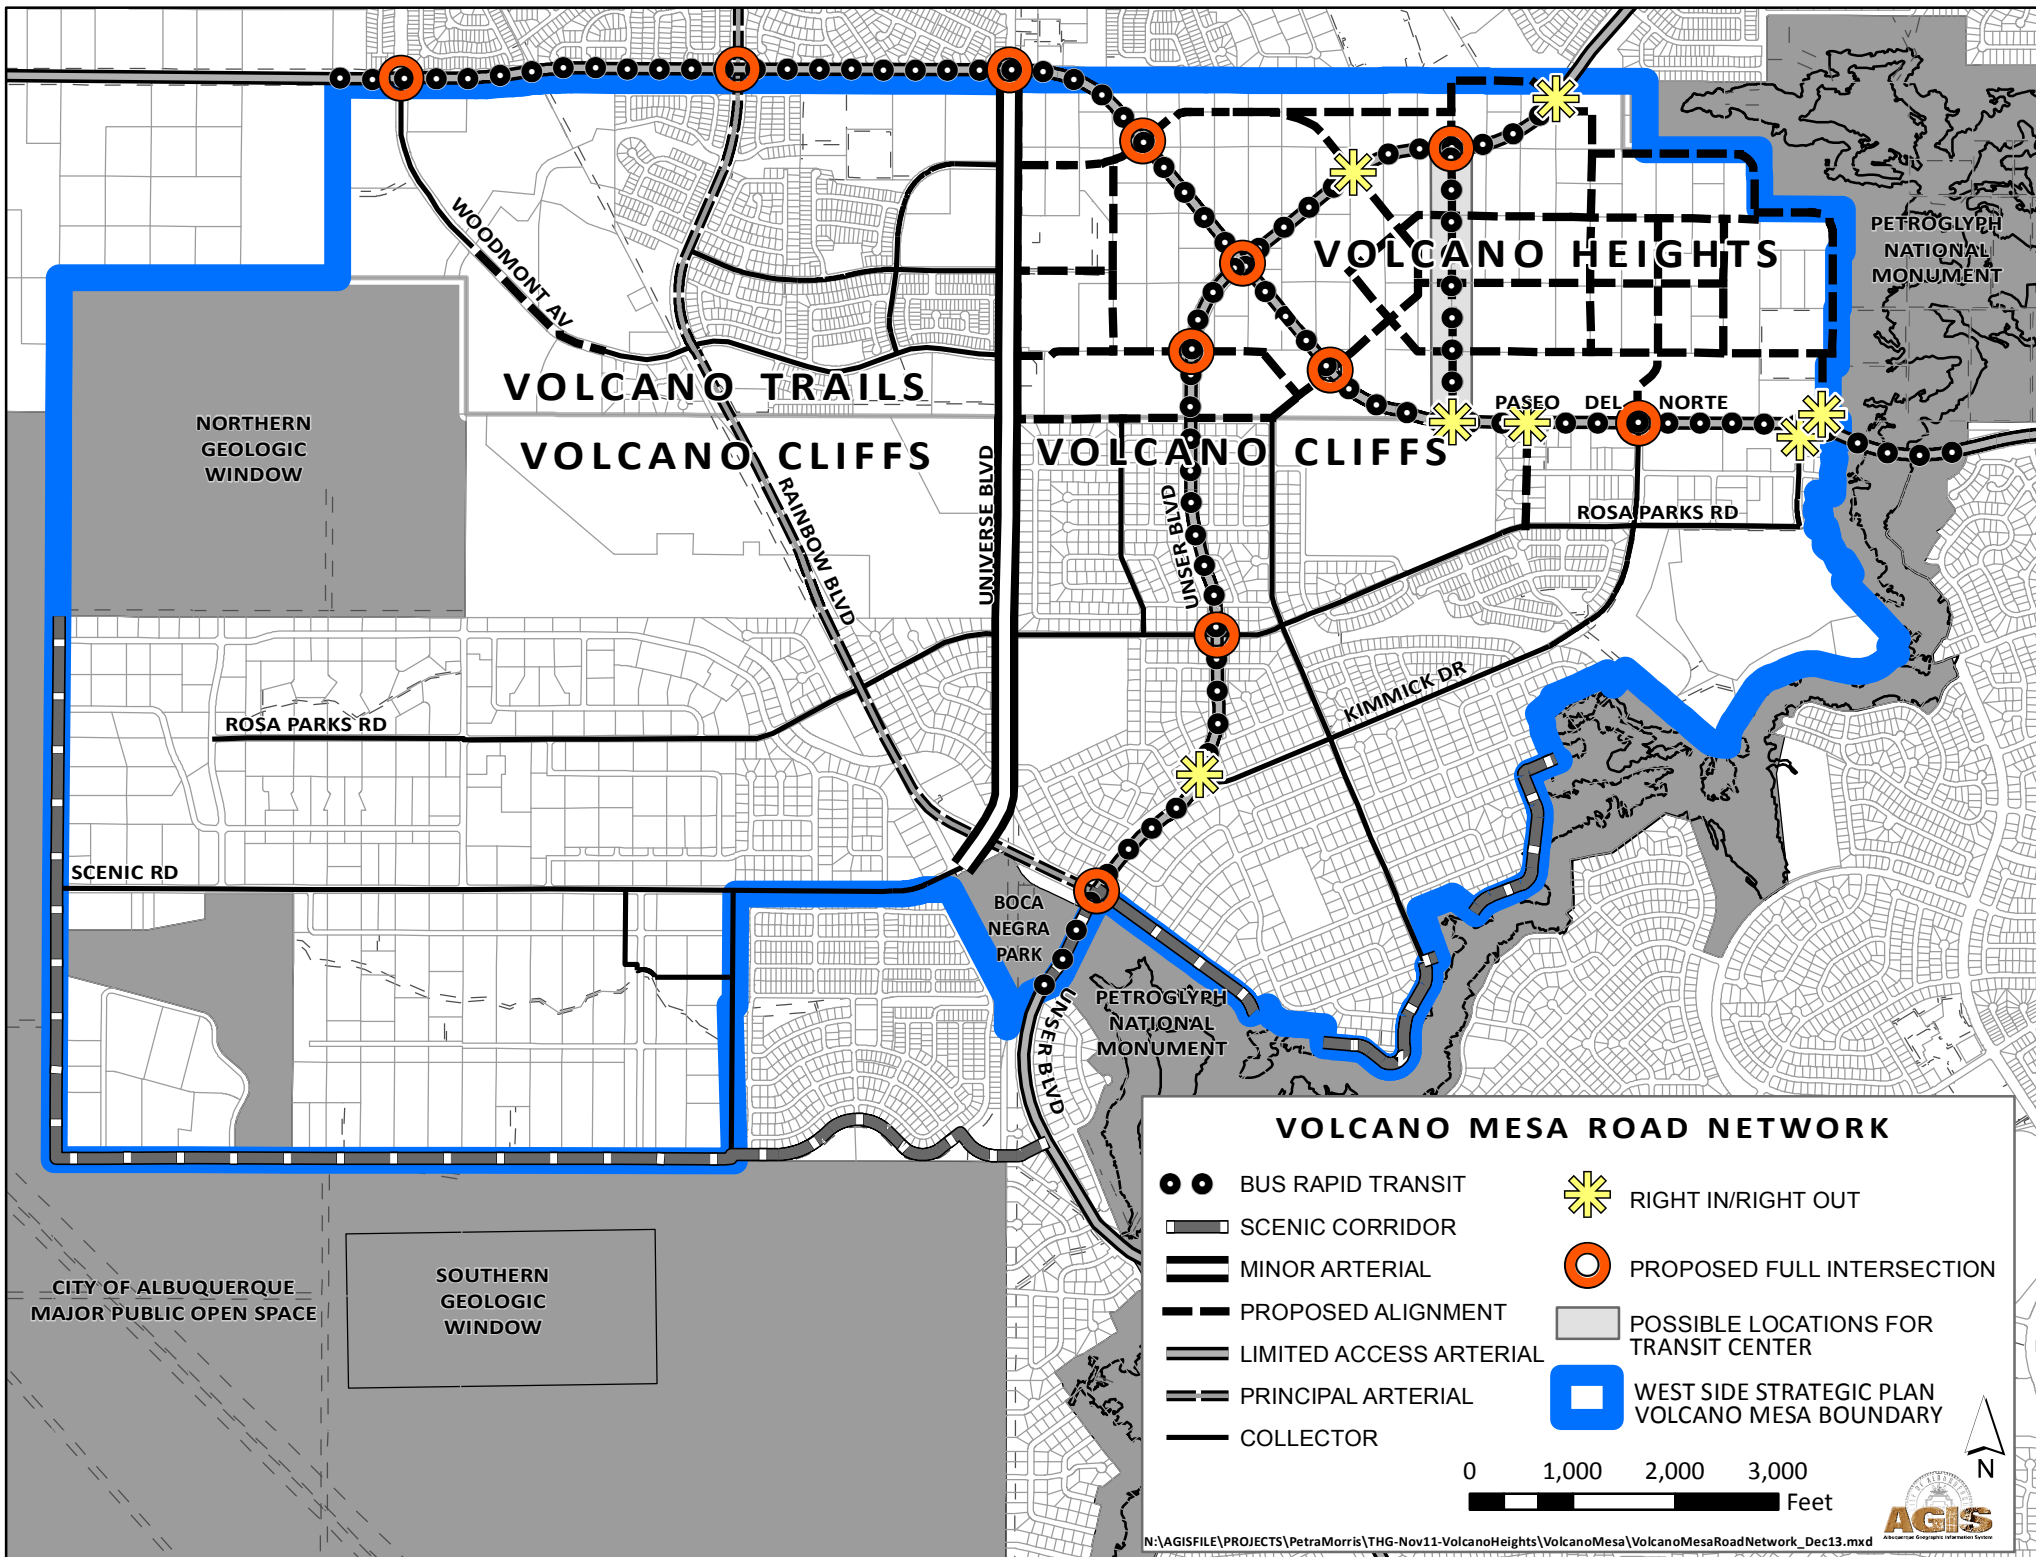 PETROGLYPH
NATIONAL
MONUMENT
VOLCANO HEIGHTS
WOODMONT AV
VOLCANO TRAILS
PASEO DEL NORTE
NORTHERN
GEOLOGIC
WINDOW
VOLCANO CLIFFS
VOLCANO CLIFFS
UNIVERSE BLVD
RAINBOW BLVD
UNSER BLVD
ROSA PARKS RD
KIMMICK DR
ROSA PARKS RD
SCENIC RD
BOCA
NEGRA
PARK
UNSER BLVD
PETROGLYPH
NATIONAL
MONUMENT
CITY OF ALBUQUERQUE
MAJOR PUBLIC OPEN SPACE
SOUTHERN
GEOLOGIC
WINDOW
VOLCANO MESA ROAD NETWORK
BUS RAPID TRANSIT
SCENIC CORRIDOR
MINOR ARTERIAL
PROPOSED ALIGNMENT
LIMITED ACCESS ARTERIAL
PRINCIPAL ARTERIAL
COLLECTOR
RIGHT IN/RIGHT OUT
PROPOSED FULL INTERSECTION
POSSIBLE LOCATIONS FOR
TRANSIT CENTER
WEST SIDE STRATEGIC PLAN
VOLCANO MESA BOUNDARY
N
0 1,000 2,000 3,000
Feet
AGIS
Albuquerque Geographic Information System
N:\AGISFILE\PROJECTS\PetraMorris\THG-Nov11-VolcanoHeights\VolcanoMesa\VolcanoMesaRoadNetwork_Dec13.mxd